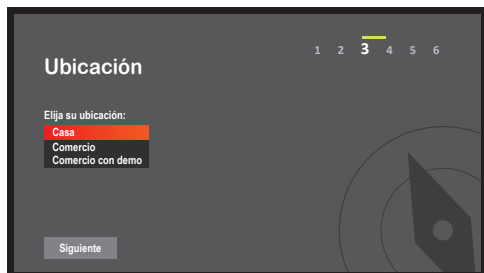 1 2 3 4 5 6
Ubicación
Elija su ubicación:
Casa
Comercio
Comercio con demo
Siguiente